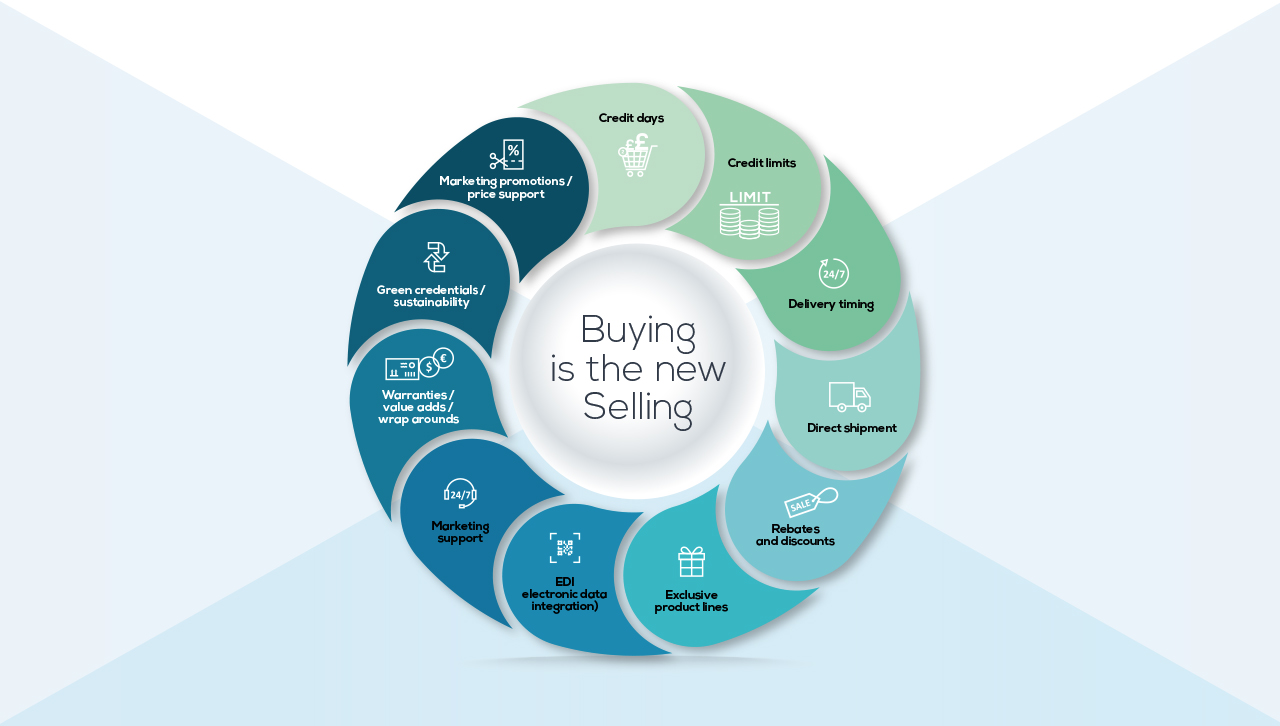 Credit days
££
Credit limits
LIMIT
24/7
Delivery timing
Direct shipment
SALE
Rebates
and discounts
Exclusive
product lines
EDI
electronic data
integration)
24/7
Marketing
support
$ €
Warranties /
value adds /
wrap arounds
Green credentials /
sustainability
%
Marketing promotions /
price support
Buying
is the new
Selling